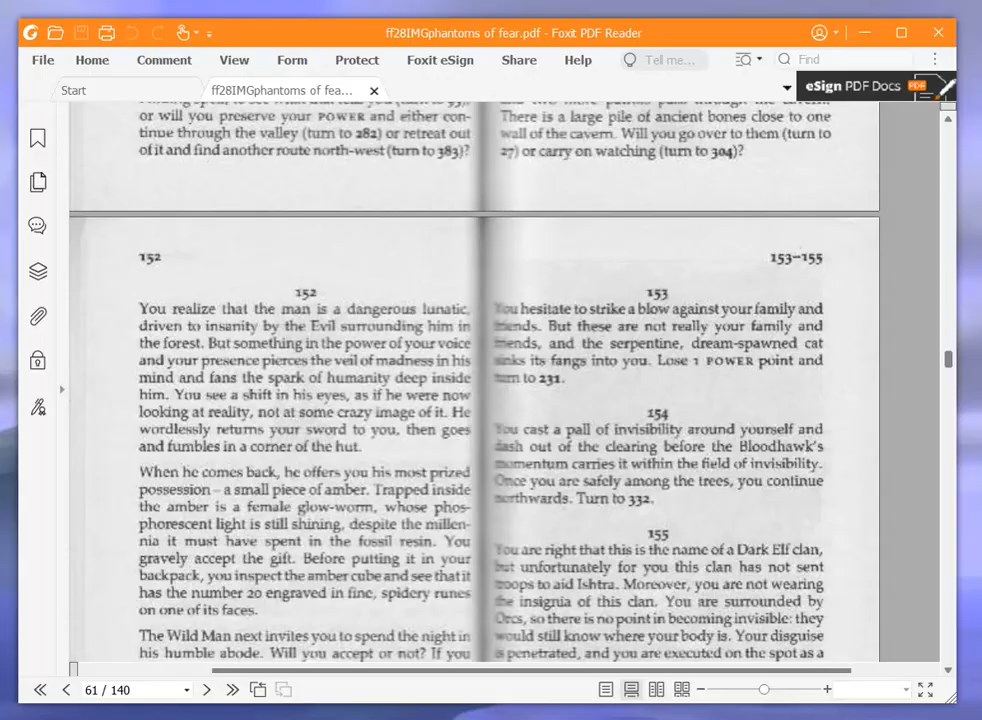 ff28IMGphantoms of fear.pdf - Foxit PDF Reader
File Home Comment View Form Protect Foxit eSign Share Help Tell me... Find
Start ff28IMGphantoms of fea... eSign PDF Docs PDF
or will you preserve your POWER and either con-
tinue through the valley (turn to 282) or retreat out
of it and find another route north-west (turn to 383)?
There is a large pile of ancient bones close to one
wall of the cavern. Will you go over to them (turn to
27) or carry on watching (turn to 304)?
152
152
You realize that the man is a dangerous lunatic,
driven to insanity by the Evil surrounding him in
the forest. But something in the power of your voice
and your presence pierces the veil of madness in his
mind and fans the spark of humanity deep inside
him. You see a shift in his eyes, as if he were now
looking at reality, not at some crazy image of it. He
wordlessly returns your sword to you, then goes
and fumbles in a corner of the hut.
When he comes back, he offers you his most prized
possession – a small piece of amber. Trapped inside
the amber is a female glow-worm, whose phos-
phorescent light is still shining, despite the millen-
nia it must have spent in the fossil resin. You
gravely accept the gift. Before putting it in your
backpack, you inspect the amber cube and see that it
has the number 20 engraved in fine, spidery runes
on one of its faces.
The Wild Man next invites you to spend the night in
his humble abode. Will you accept or not? If you
153–155
153
You hesitate to strike a blow against your family and
friends. But these are not really your family and
friends, and the serpentine, dream-spawned cat
sinks its fangs into you. Lose 1 POWER point and
turn to 231.
154
You cast a pall of invisibility around yourself and
dash out of the clearing before the Bloodhawk's
momentum carries it within the field of invisibility.
Once you are safely among the trees, you continue
northwards. Turn to 332.
155
You are right that this is the name of a Dark Elf clan,
but unfortunately for you this clan has not sent
troops to aid Ishtra. Moreover, you are not wearing
the insignia of this clan. You are surrounded by
Orcs, so there is no point in becoming invisible: they
would still know where your body is. Your disguise
is penetrated, and you are executed on the spot as a
61 / 140